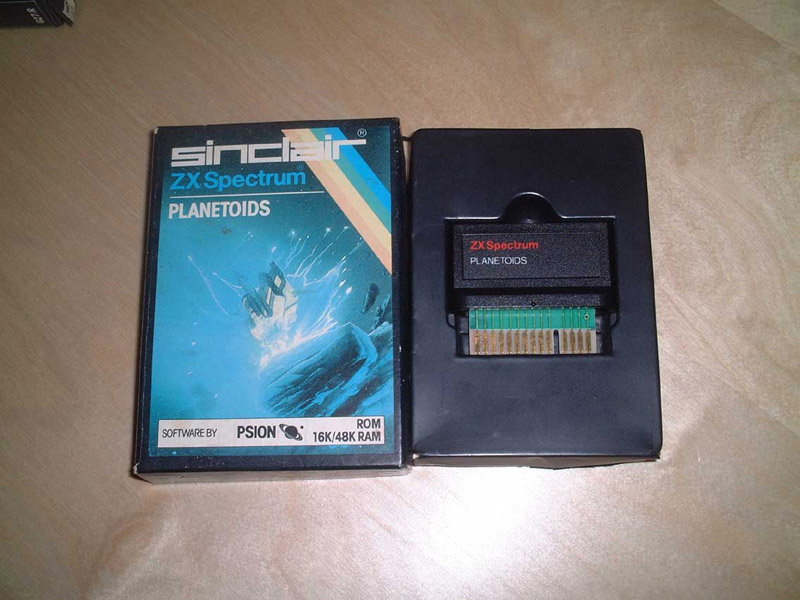 sinclair®
ZX Spectrum
PLANETOIDS
SOFTWARE BY PSION
ROM
16K/48K RAM
ZX Spectrum
PLANETOIDS